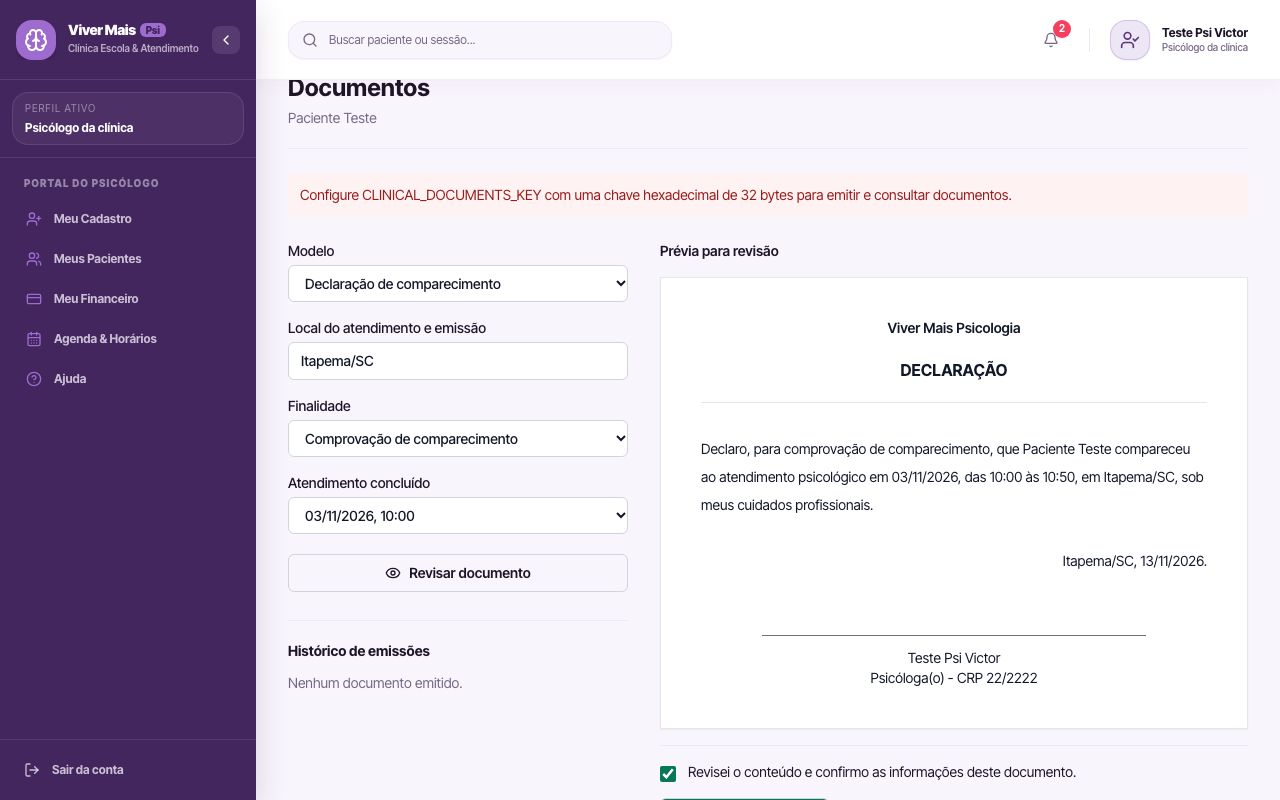 Viver Mais Psi
Clínica Escola & Atendimento
PERFIL ATIVO
Psicólogo da clínica
PORTAL DO PSICÓLOGO
Meu Cadastro
Meus Pacientes
Meu Financeiro
Agenda & Horários
Ajuda
Sair da conta
Buscar paciente ou sessão...
2
Teste Psi Victor
Psicólogo da clínica
Documentos
Paciente Teste
Configure CLINICAL_DOCUMENTS_KEY com uma chave hexadecimal de 32 bytes para emitir e consultar documentos.
Modelo
Declaração de comparecimento
Local do atendimento e emissão
Itapema/SC
Finalidade
Comprovação de comparecimento
Atendimento concluído
03/11/2026, 10:00
Revisar documento
Histórico de emissões
Nenhum documento emitido.
Prévia para revisão
Viver Mais Psicologia
DECLARAÇÃO
Declaro, para comprovação de comparecimento, que Paciente Teste compareceu
ao atendimento psicológico em 03/11/2026, das 10:00 às 10:50, em Itapema/SC, sob
meus cuidados profissionais.
Itapema/SC, 13/11/2026.
Teste Psi Victor
Psicóloga(o) - CRP 22/2222
Revisei o conteúdo e confirmo as informações deste documento.